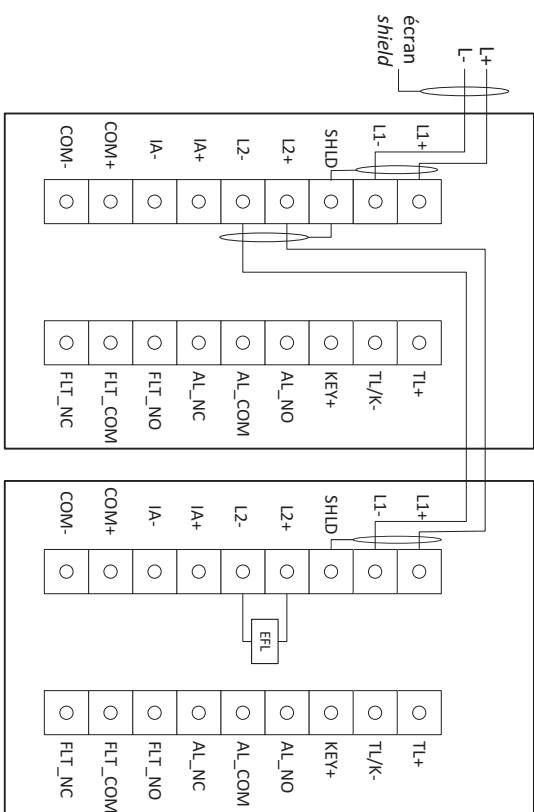 L+
L-
écran
shield
L1+
L1-
SHLD
L2+
L2-
IA+
IA-
COM+
COM-
TL+
TL/K-
KEY+
AL_NO
AL_COM
AL_NC
FLT_NO
FLT_COM
FLT_NC
L1+
L1-
SHLD
L2+
L2-
IA+
IA-
COM+
COM-
EFL
TL+
TL/K-
KEY+
AL_NO
AL_COM
AL_NC
FLT_NO
FLT_COM
FLT_NC